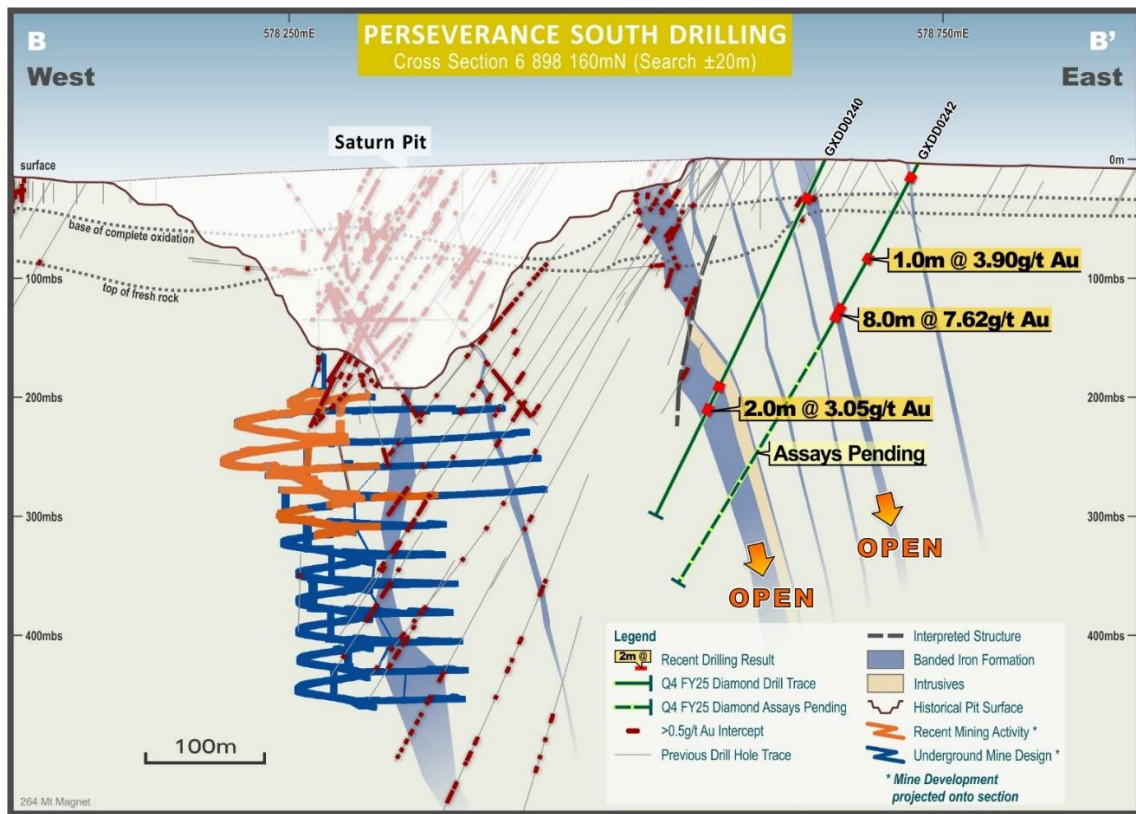 B
West
578 250mE
PERSEVERANCE SOUTH DRILLING
Cross Section 6 898 160mN (Search ±20m)
578 750mE
B’
East
GXDD0240
GXDD0242
Saturn Pit
surface
0m
base of complete oxidation
top of fresh rock
100mbs
100mbs
1.0m @ 3.90g/t Au
8.0m @ 7.62g/t Au
200mbs
200mbs
2.0m @ 3.05g/t Au
Assays Pending
300mbs
300mbs
OPEN
OPEN
400mbs
400mbs
100m
Legend
2m @
Recent Drilling Result
Q4 FY25 Diamond Drill Trace
Q4 FY25 Diamond Assays Pending
>0.5g/t Au Intercept
Previous Drill Hole Trace
Interpreted Structure
Banded Iron Formation
Intrusives
Historical Pit Surface
Recent Mining Activity *
Underground Mine Design *
* Mine Development
projected onto section
264 Mt Magnet